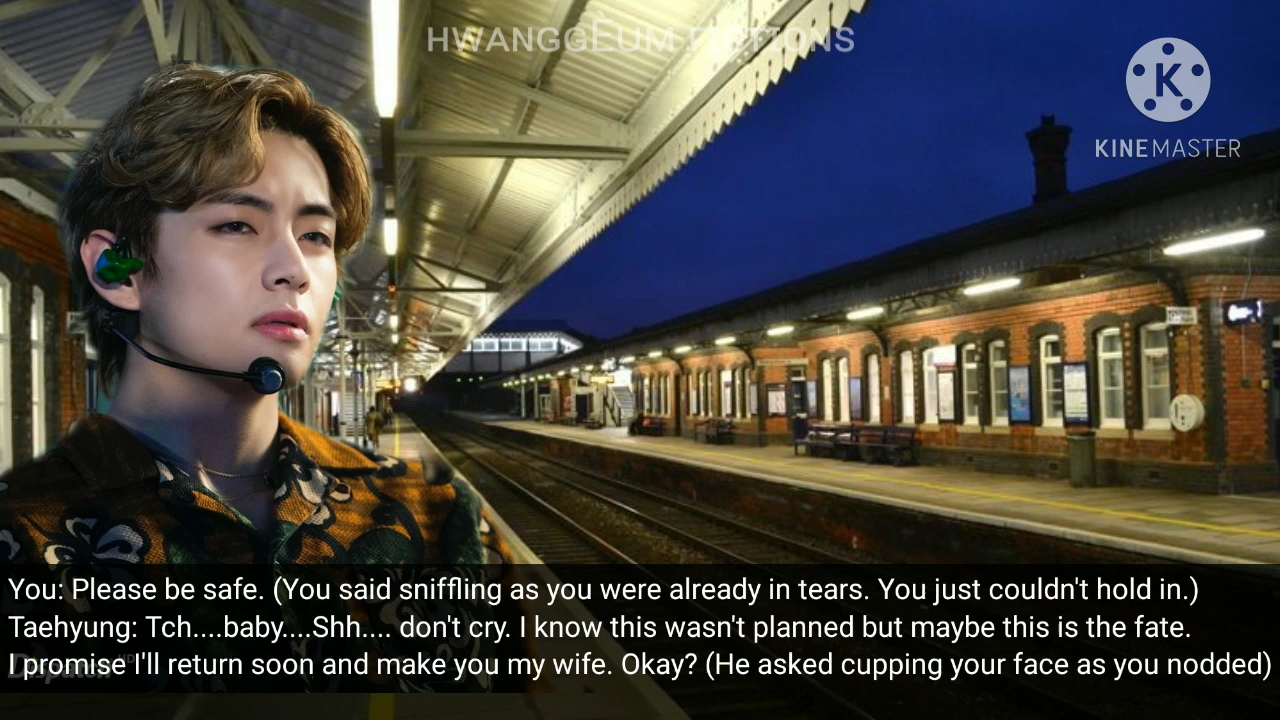 HWANGGEUM FICTIONS
K
KINEMASTER
You: Please be safe. (You said sniffling as you were already in tears. You just couldn't hold in.)
Taehyung: Tch....baby....Shh.... don't cry. I know this wasn't planned but maybe this is the fate.
I promise I'll return soon and make you my wife. Okay? (He asked cupping your face as you nodded)
Dispatch HD